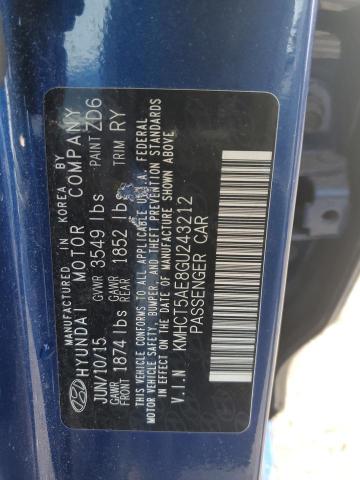 MANUFACTURED IN KOREA BY
HYUNDAI MOTOR COMPANY
JUN/10/15 GVWR 3549 lbs PAINT ZD6
GAWR FRONT 1874 lbs GAWR REAR 1852 lbs TRIM RY
THIS VEHICLE CONFORMS TO ALL APPLICABLE U.S.A. FEDERAL
MOTOR VEHICLE SAFETY, BUMPER, AND THEFT PREVENTION STANDARDS
IN EFFECT ON THE DATE OF MANUFACTURE SHOWN ABOVE.
V.I.N KMHCT5AE8GU243212
PASSENGER CAR